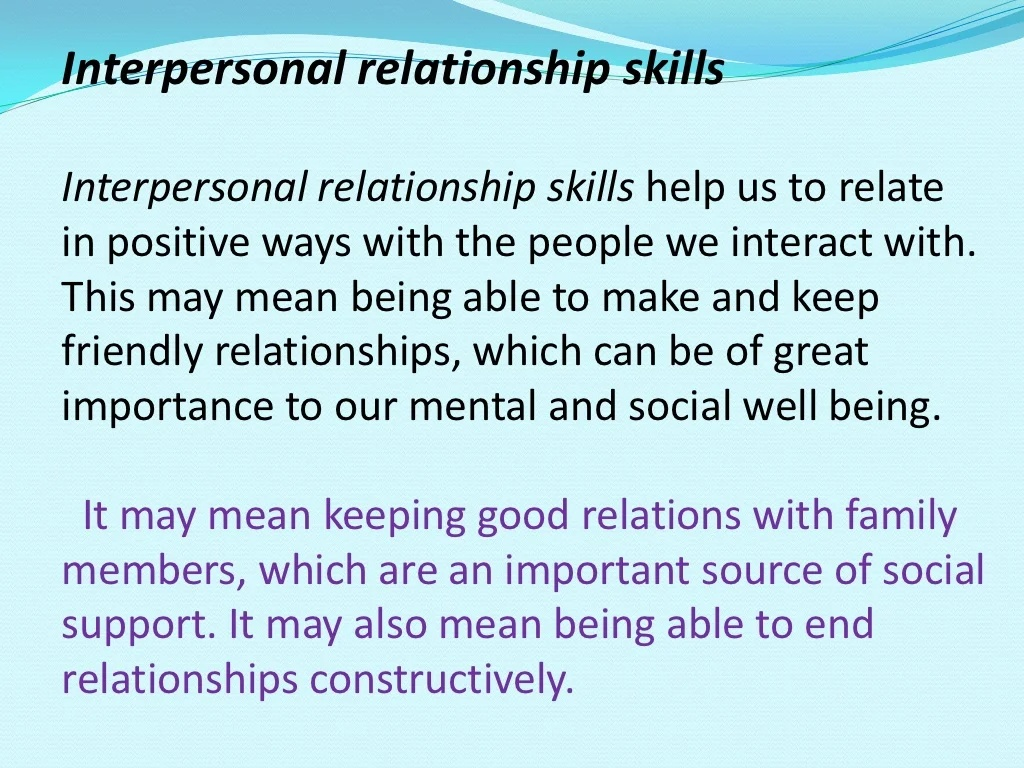 Interpersonal relationship skills
Interpersonal relationship skills help us to relate
in positive ways with the people we interact with.
This may mean being able to make and keep
friendly relationships, which can be of great
importance to our mental and social well being.
It may mean keeping good relations with family
members, which are an important source of social
support. It may also mean being able to end
relationships constructively.